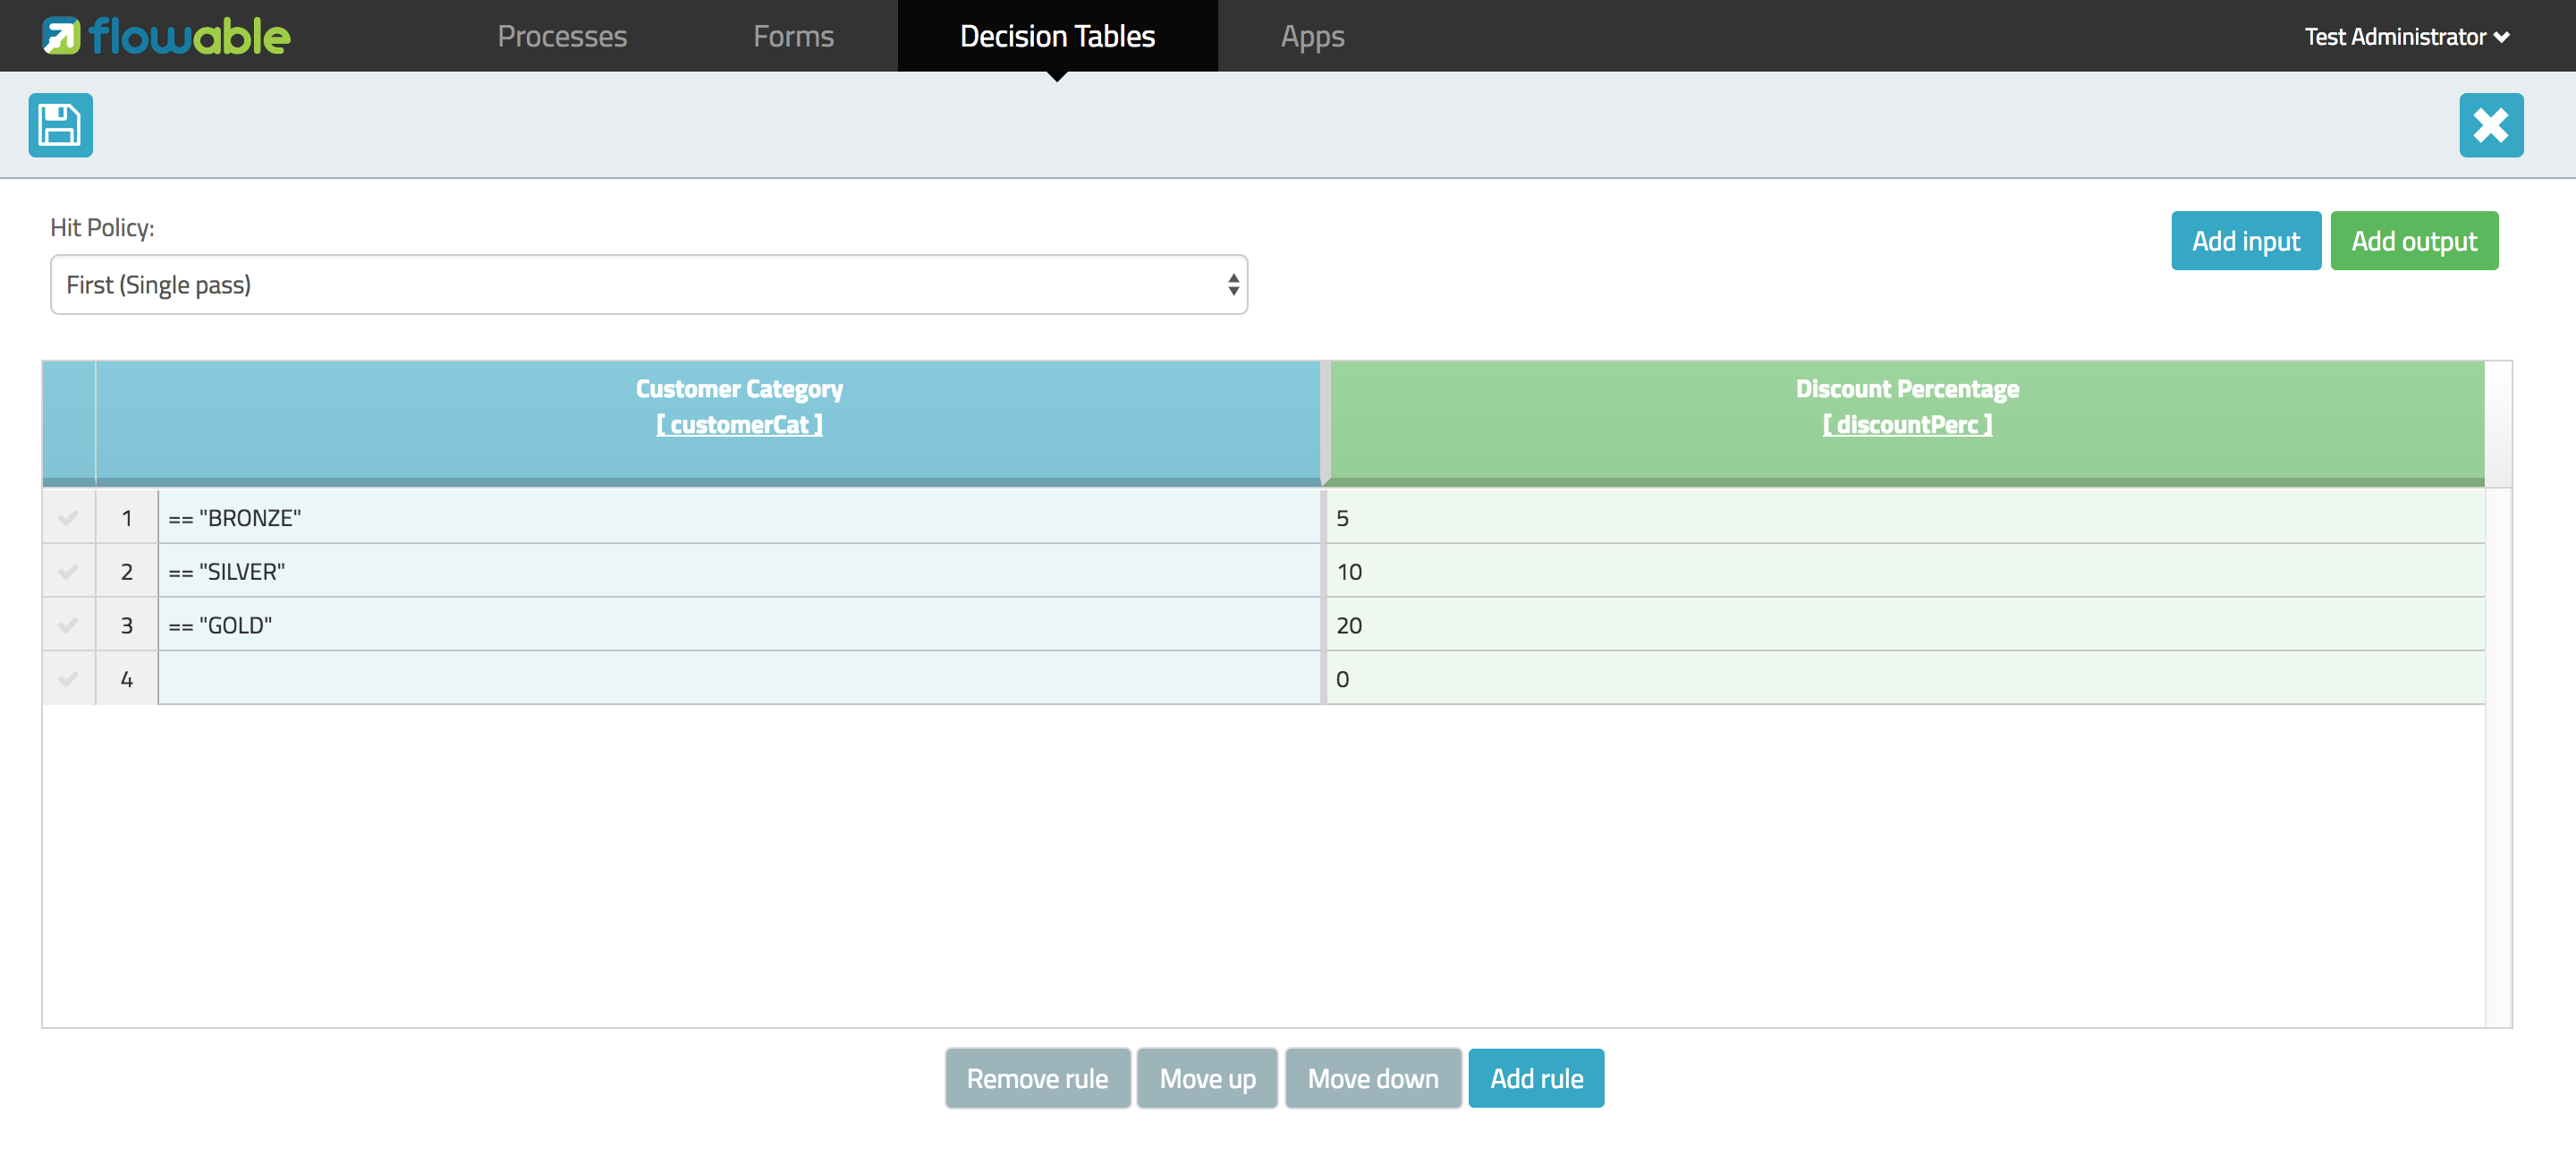 flowable Processes Forms Decision Tables Apps Test Administrator
Hit Policy:
Add input Add output
First (Single pass)
Customer Category Discount Percentage
[ customerCat ] [ discountPerc ]
1 == "BRONZE" 5
2 == "SILVER" 10
3 == "GOLD" 20
4 0
Remove rule Move up Move down Add rule